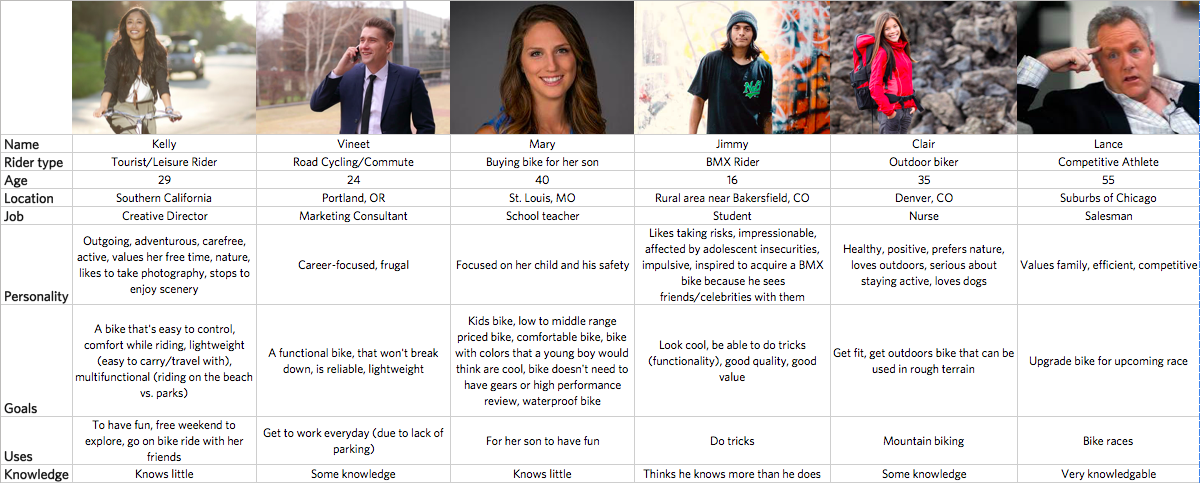 Name Kelly Vineet Mary Jimmy Clair Lance
Rider type Tourist/Leisure Rider Road Cycling/Commute Buying bike for her son BMX Rider Outdoor biker Competitive Athlete
Age 29 24 40 16 35 55
Location Southern California Portland, OR St. Louis, MO Rural area near Bakersfield, CO Denver, CO Suburbs of Chicago
Job Creative Director Marketing Consultant School teacher Student Nurse Salesman
Personality
Outgoing, adventurous, carefree,
active, values her free time, nature,
likes to take photography, stops to
enjoy scenery
Career-focused, frugal
Focused on her child and his safety
Likes taking risks, impressionable,
affected by adolescent insecurities,
impulsive, inspired to acquire a BMX
bike because he sees
friends/celebrities with them
Healthy, positive, prefers nature,
loves outdoors, serious about
staying active, loves dogs
Values family, efficient, competitive
Goals
A bike that's easy to control,
comfort while riding, lightweight
(easy to carry/travel with),
multifunctional (riding on the beach
vs. parks)
A functional bike, that won't break
down, is reliable, lightweight
Kids bike, low to middle range
priced bike, comfortable bike, bike
with colors that a young boy would
think are cool, bike doesn't need to
have gears or high performance
review, waterproof bike
Look cool, be able to do tricks
(functionality), good quality, good
value
Get fit, get outdoors bike that can be
used in rough terrain
Upgrade bike for upcoming race
Uses
To have fun, free weekend to
explore, go on bike ride with her
friends
Get to work everyday (due to lack of
parking)
For her son to have fun
Do tricks
Mountain biking
Bike races
Knowledge Knows little Some knowledge Knows little Thinks he knows more than he does Some knowledge Very knowledgable